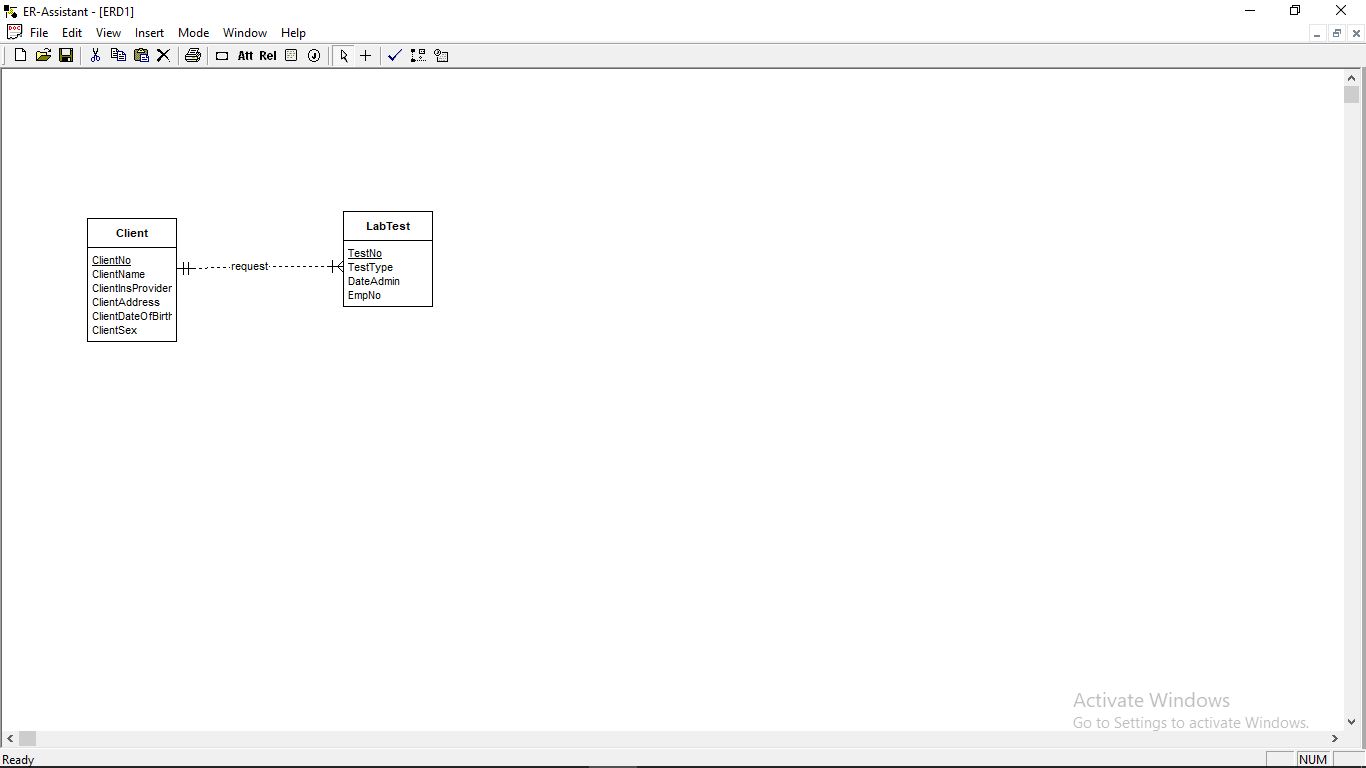 ER-Assistant - [ERD1]
File Edit View Insert Mode Window Help
Att Rel J
Client
ClientNo
ClientName
ClientInsProvider
ClientAddress
ClientDateOfBirth
ClientSex
request
LabTest
TestNo
TestType
DateAdmin
EmpNo
Activate Windows
Go to Settings to activate Windows.
Ready
NUM